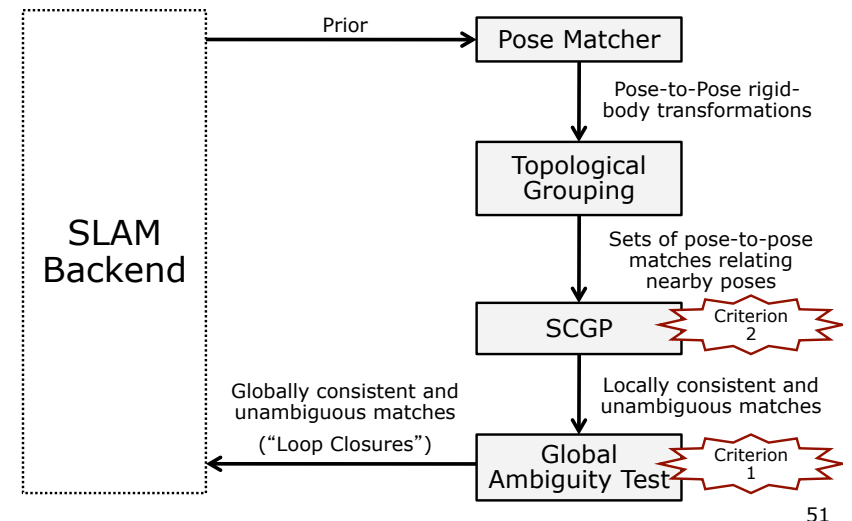 Prior
Pose Matcher
Pose-to-Pose rigid-
body transformations
Topological
Grouping
SLAM
Backend
Sets of pose-to-pose
matches relating
nearby poses
SCGP
Criterion
2
Globally consistent and
unambiguous matches
(“Loop Closures”)
Locally consistent and
unambiguous matches
Global
Ambiguity Test
Criterion
1
51